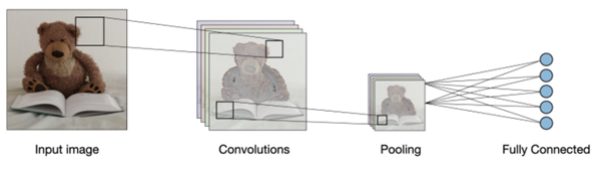 Input image
Convolutions
Pooling
Fully Connected